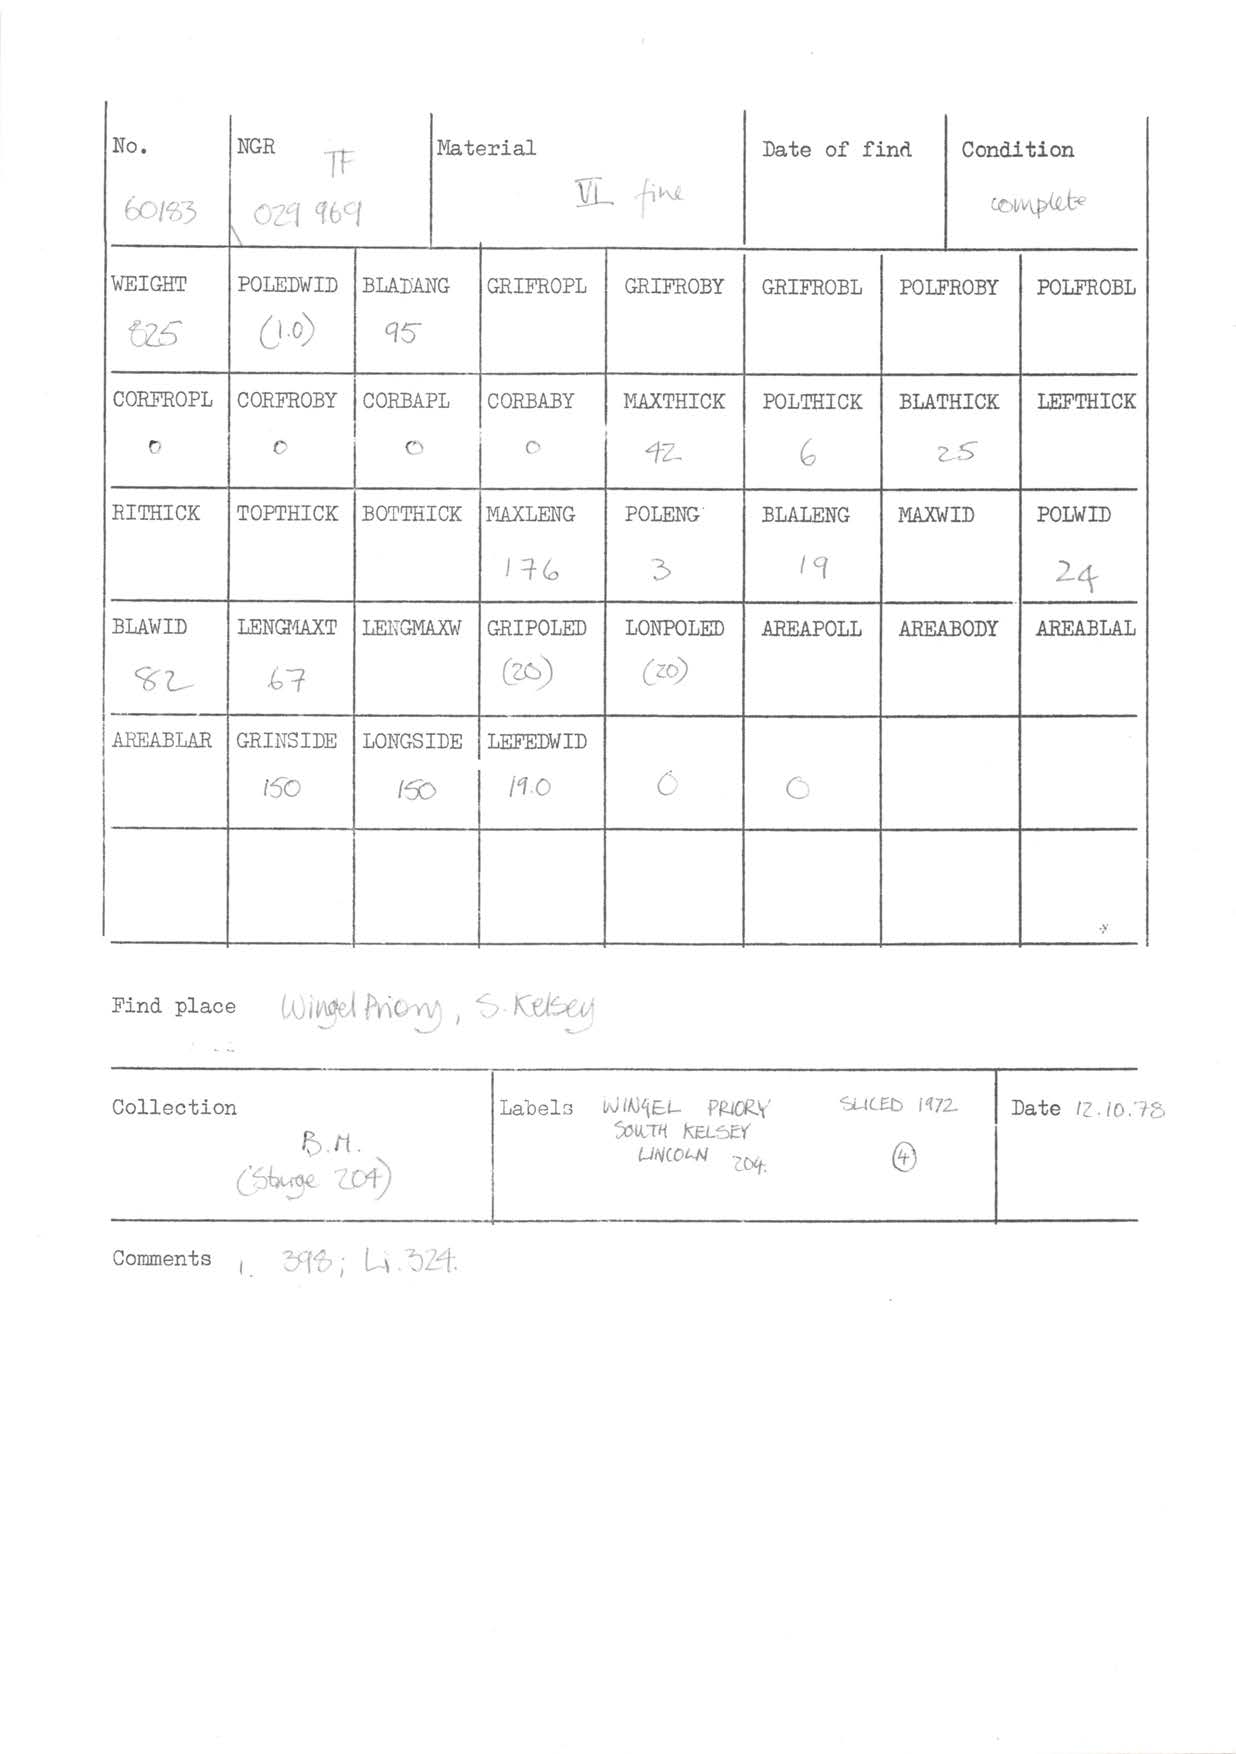 No. NGR TF Material Date of find Condition
60183 029 969 VI fine complete
WEIGHT POLEDWID BLADANG GRIFROPL GRIFROBY GRIFROBL POLFROBY POLFROBL
825 (1.0) 95
CORFROPL CORFROBY CORBAPL CORBABY MAXTHICK POLTHICK BLATHICK LEFTHICK
0 0 0 0 42 6 25
RITHICK TOPTHICK BOTTHICK MAXLENG POLENG BLALENG MAXWID POLWID
176 3 19 24
BLAWID LENGMAXT LENGMAXW GRIPOLED LONPOLED AREAPOLL AREABODY AREABLAL
82 67 (20) (20)
AREABLAR GRINSIDE LONGSIDE LEFEDWID
150 150 19.0 0 0
Find place Wingel Priory, S. Kelsey
Collection Labels WINGEL PRIORY SLICED 1972 Date 12.10.78
SOUTH KELSEY
B.M. LINCOLN 204. 4
(Sturge 204)
Comments 1. 398; Li.324.